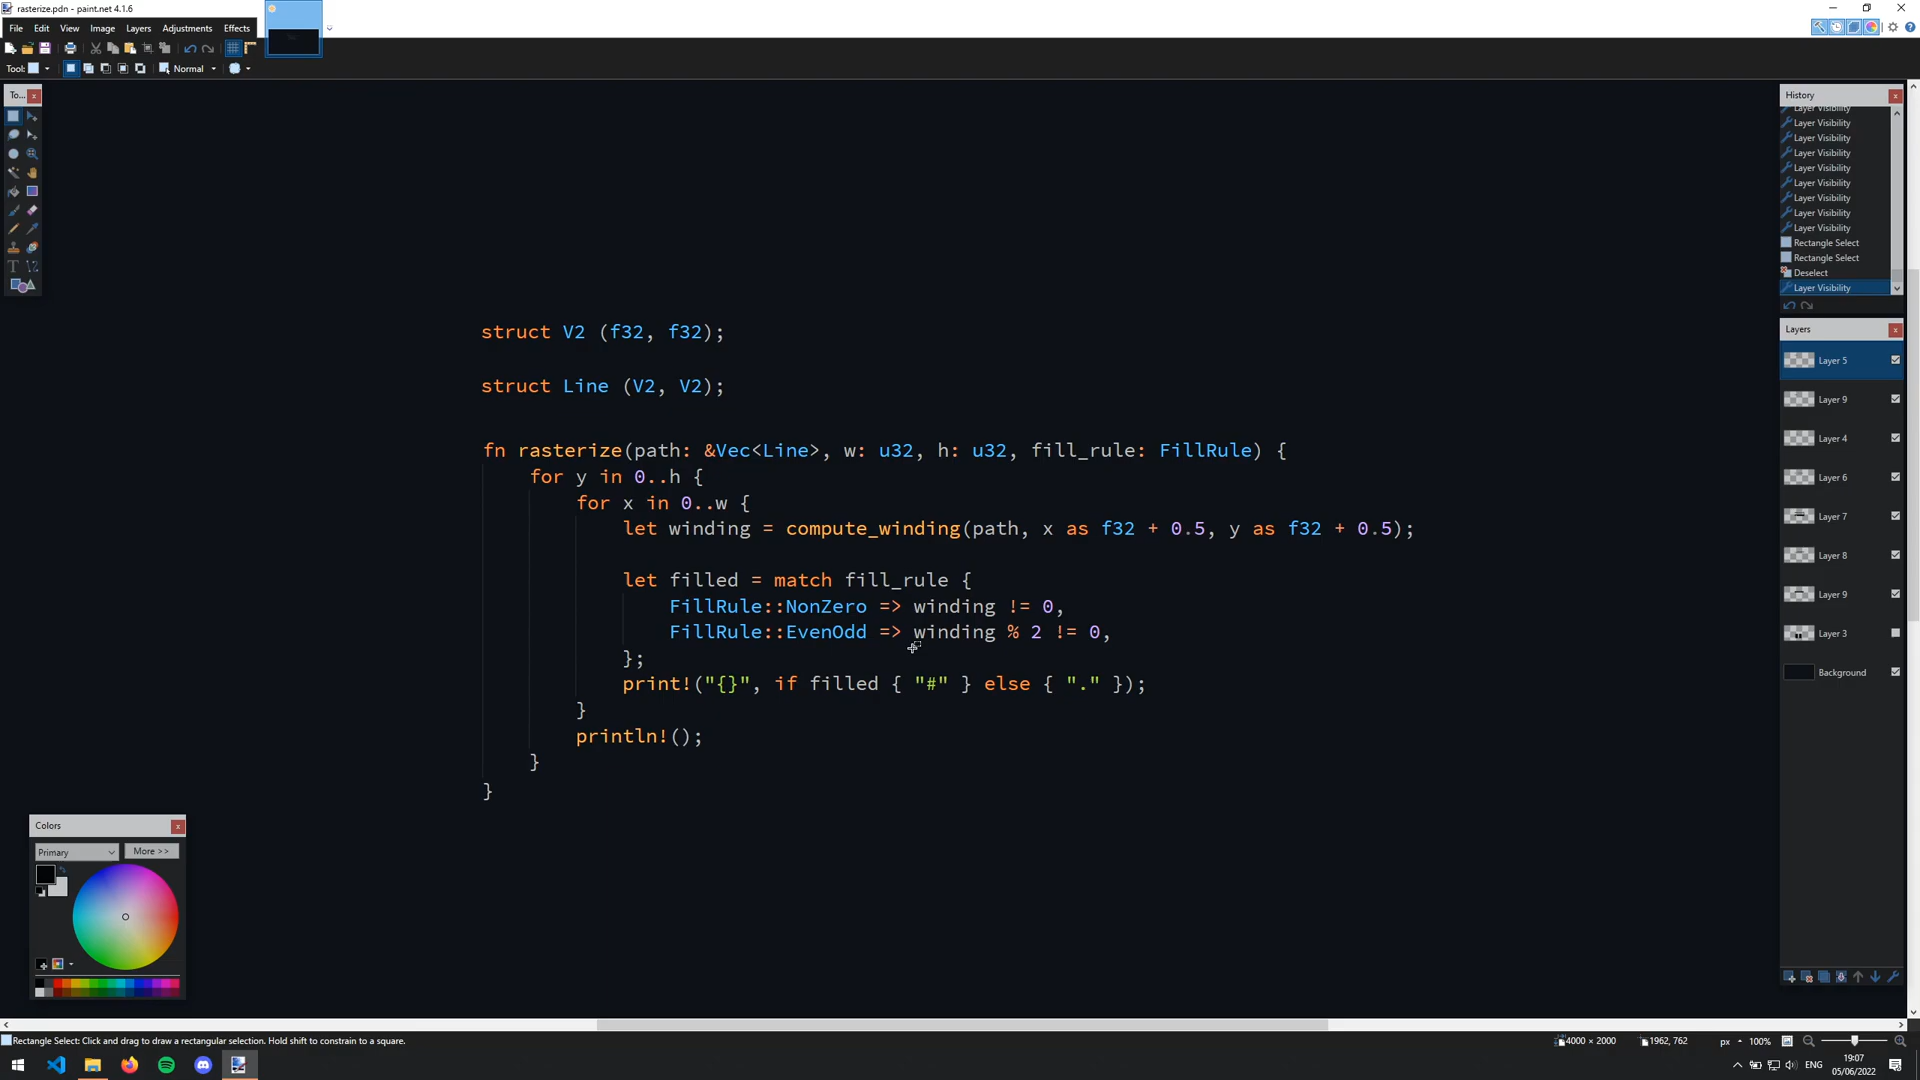 rasterize.pdn - paint.net 4.1.6
File Edit View Image Layers Adjustments Effects
Tool: Normal
To...
History
Layer Visibility
Layer Visibility
Layer Visibility
Layer Visibility
Layer Visibility
Layer Visibility
Layer Visibility
Layer Visibility
Layer Visibility
Rectangle Select
Rectangle Select
Deselect
Layer Visibility
Layers
Layer 5
Layer 9
Layer 4
Layer 6
Layer 7
Layer 8
Layer 9
Layer 3
Background
struct V2 (f32, f32);
struct Line (V2, V2);
fn rasterize(path: &Vec<Line>, w: u32, h: u32, fill_rule: FillRule) {
for y in 0..h {
for x in 0..w {
let winding = compute_winding(path, x as f32 + 0.5, y as f32 + 0.5);
let filled = match fill_rule {
FillRule::NonZero => winding != 0,
FillRule::EvenOdd => winding % 2 != 0,
};
print!("{}", if filled { "#" } else { "." });
}
println!();
}
}
Colors
Primary More >>
Rectangle Select: Click and drag to draw a rectangular selection. Hold shift to constrain to a square.
4000 × 2000 1962, 762 px 100%
ENG 19:07
05/06/2022